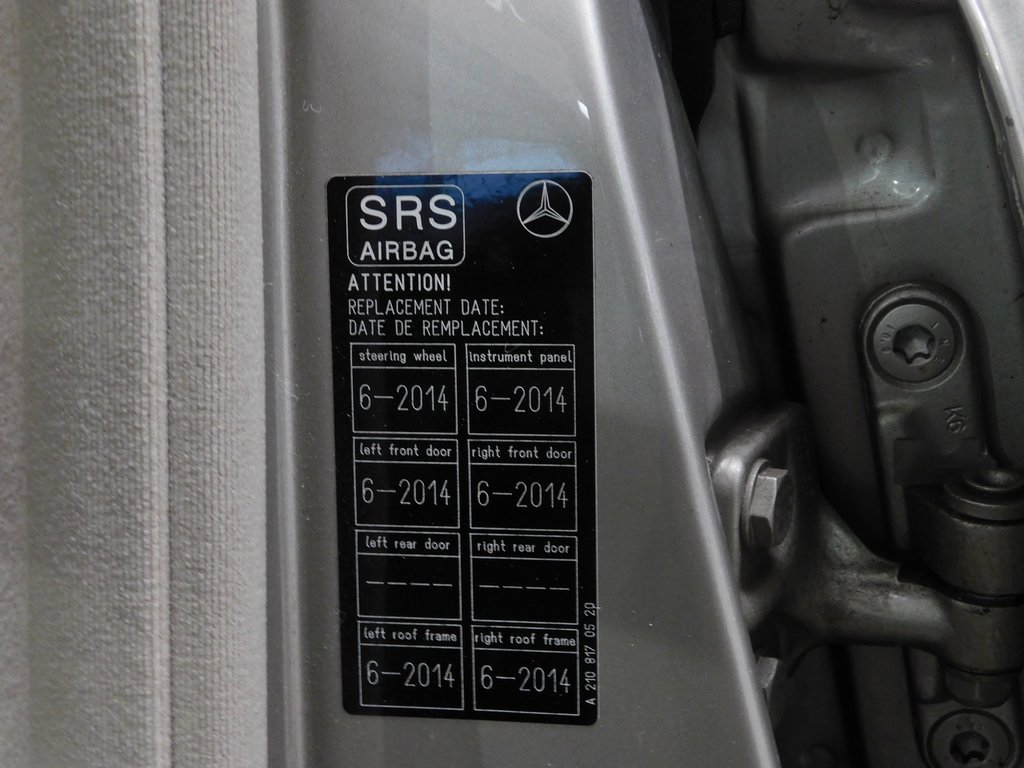 SRS
AIRBAG
ATTENTION!
REPLACEMENT DATE:
DATE DE REMPLACEMENT:
steering wheel instrument panel
6-2014 6-2014
left front door right front door
6-2014 6-2014
left rear door right rear door
---- ----
left roof frame right roof frame
6-2014 6-2014
A 210 817 05 20
K6